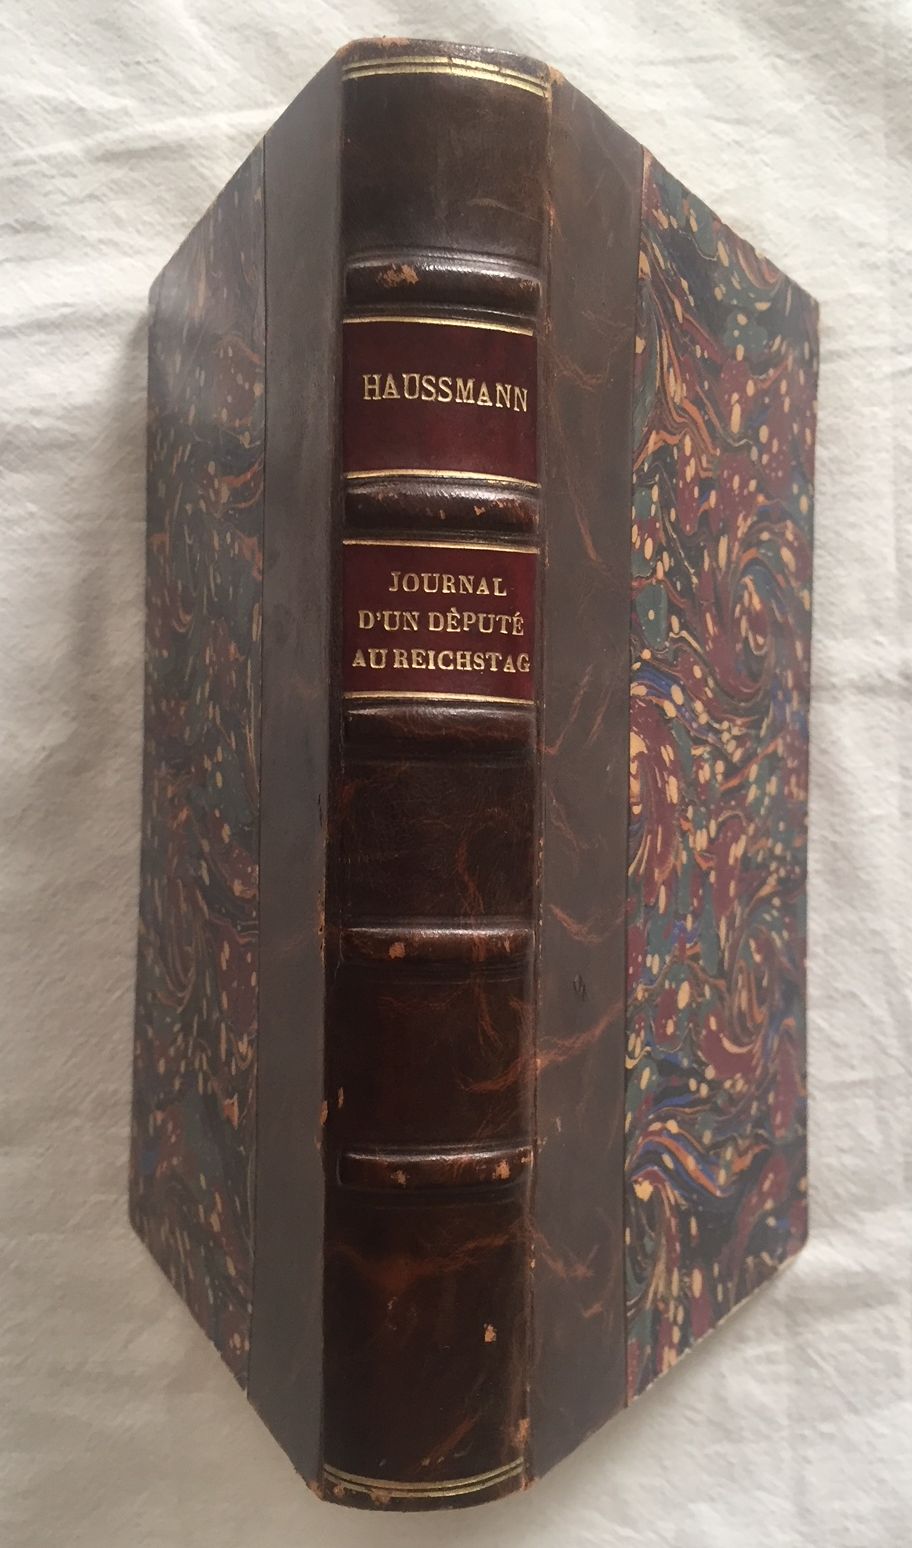 HAUSSMANN
JOURNAL
D'UN DÈPUTÉ
AU REICHSTAG